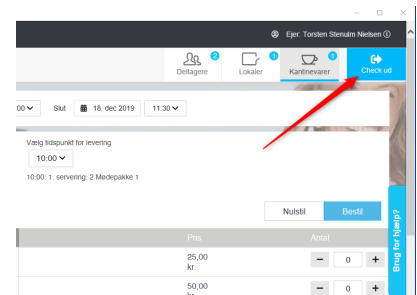 Ejer: Torsten Stenulm Nielsen
2
1
1
Deltagere
Lokaler
Kantinevarer
Check ud
00
Slut
18. dec 2019
11:30
Vælg tidspunkt for levering
10:00
10:00: 1. servering: 2 Mødepakke 1
Nulstil
Bestil
Brug for hjælp?
Pris
Antal
25,00
kr.
−
0
+
50,00
kr.
−
0
+